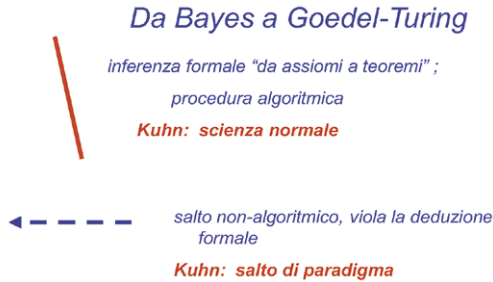 Da Bayes a Goedel-Turing
inferenza formale “da assiomi a teoremi” ;
procedura algoritmica
Kuhn: scienza normale
salto non-algoritmico, viola la deduzione
formale
Kuhn: salto di paradigma